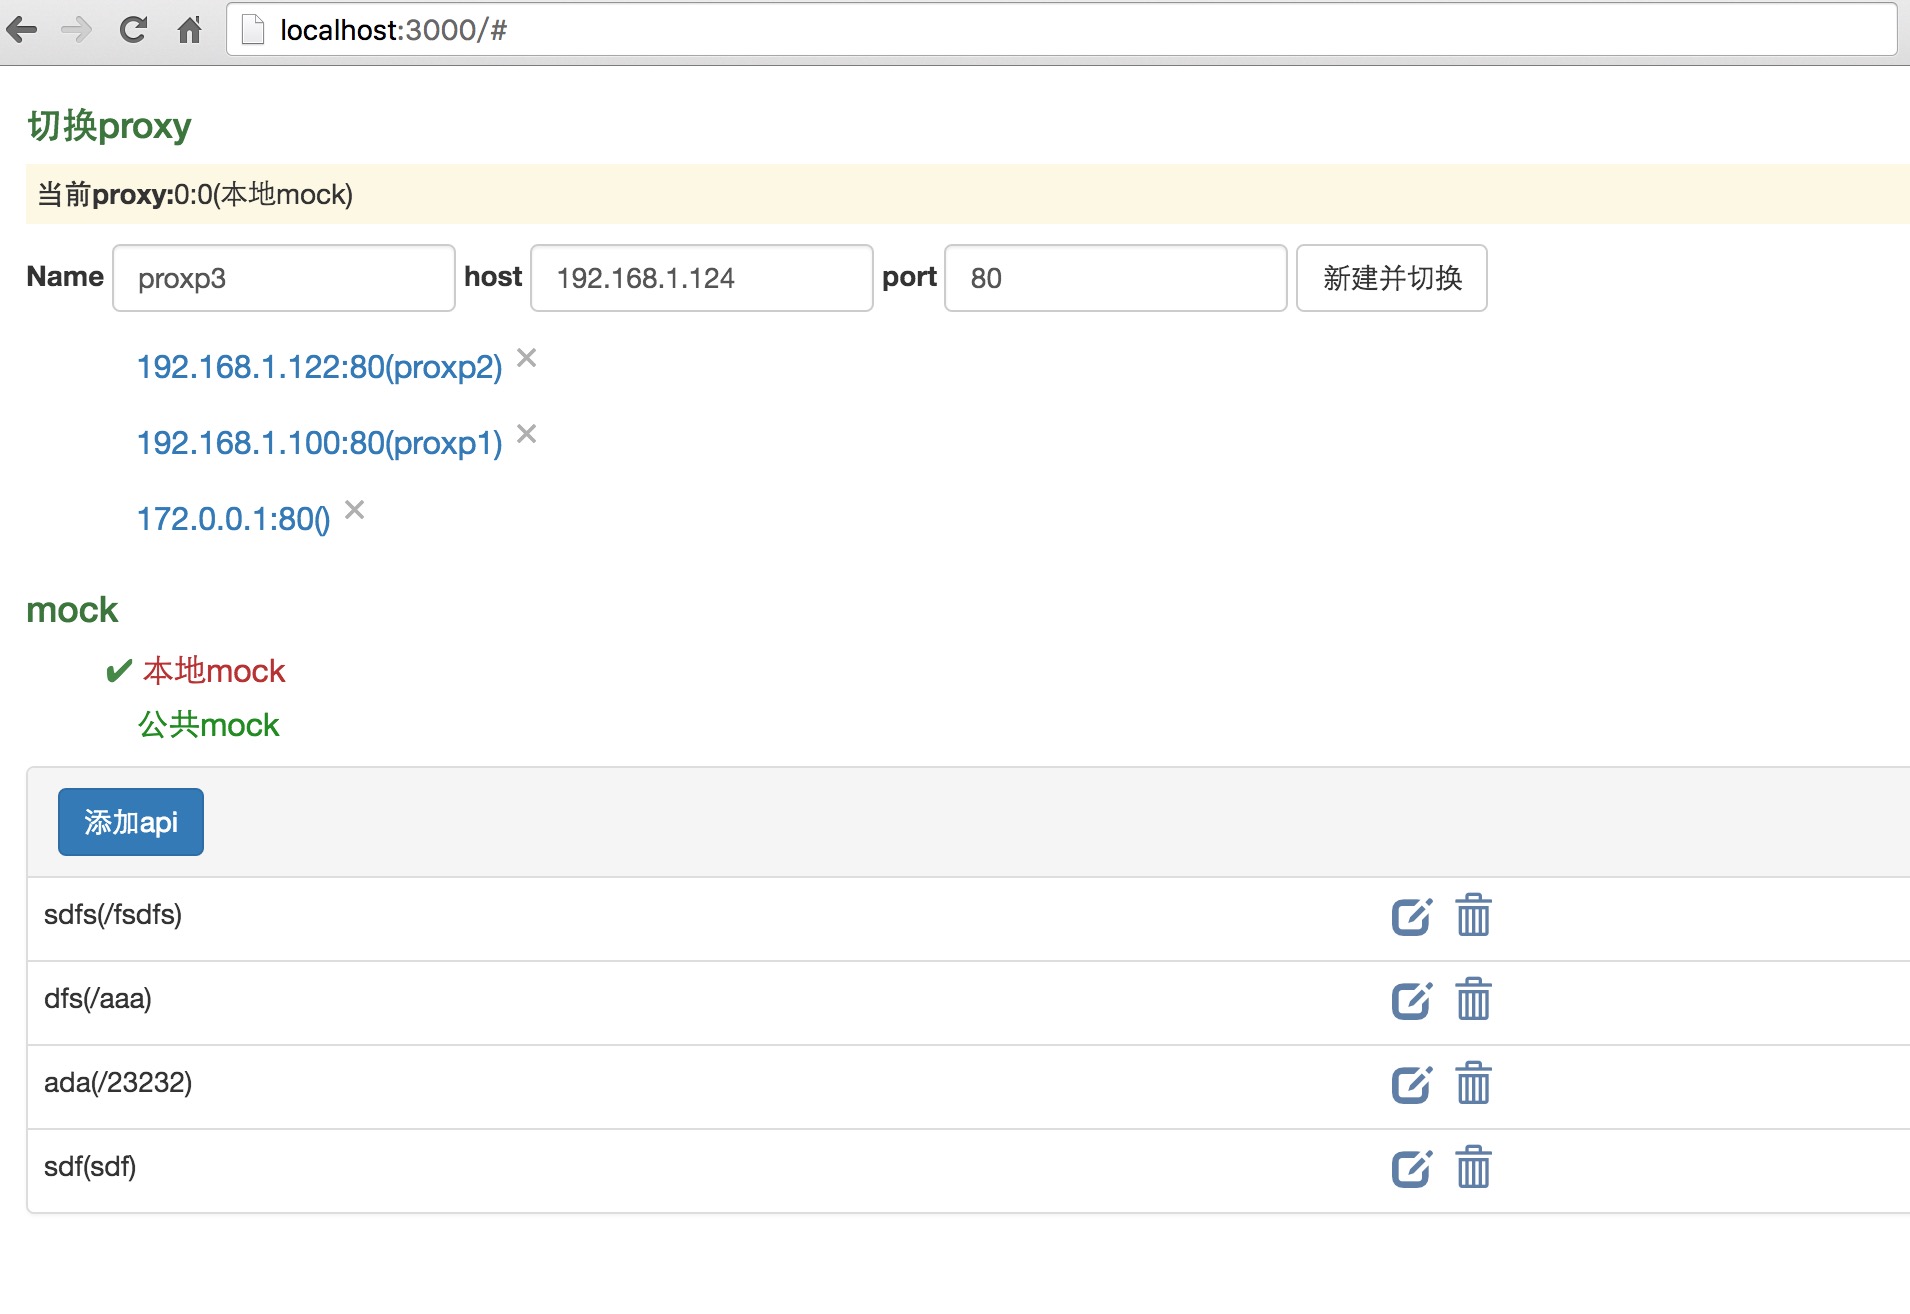 localhost:3000/#
切换proxy
当前proxy:0:0(本地mock)
Name proxp3 host 192.168.1.124 port 80 新建并切换
192.168.1.122:80(proxp2) ×
192.168.1.100:80(proxp1) ×
172.0.0.1:80() ×
mock
✔ 本地mock
公共mock
添加api
sdfs(/fsdfs)
dfs(/aaa)
ada(/23232)
sdf(sdf)